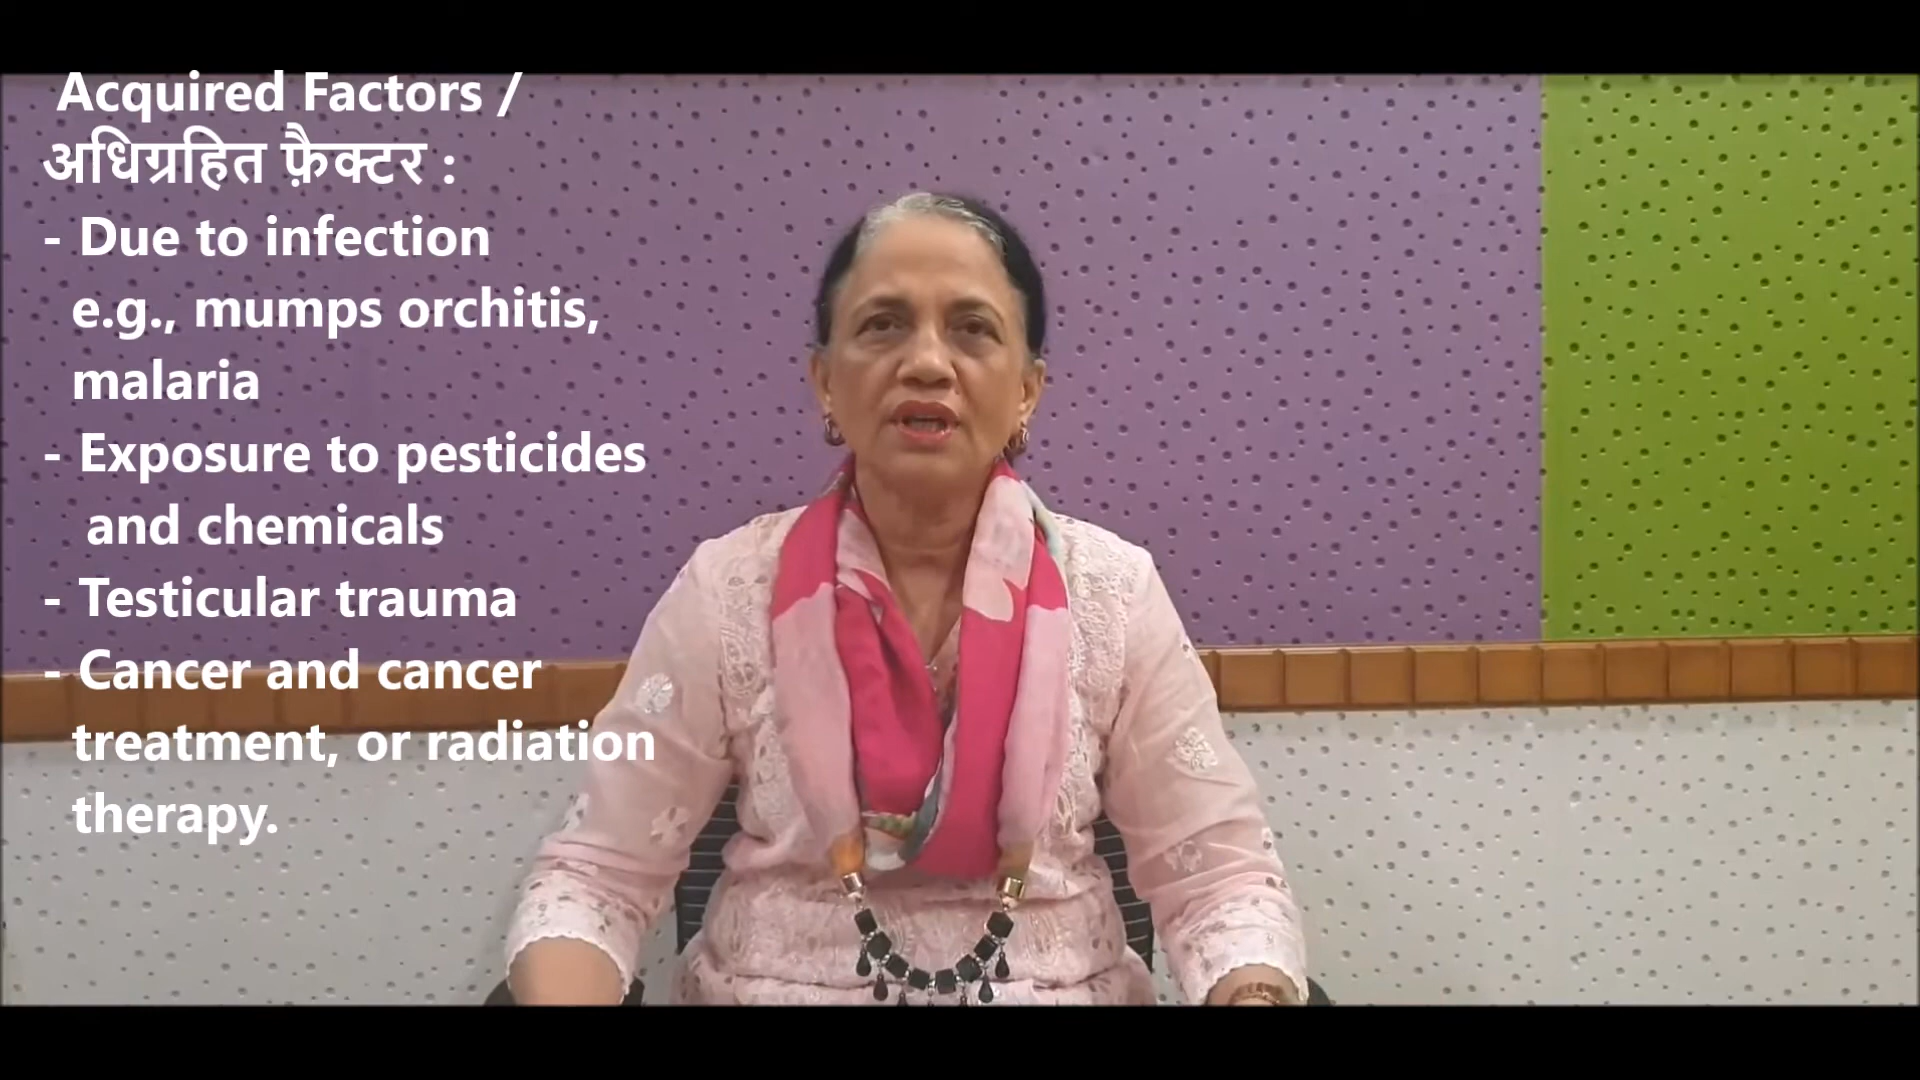 Acquired Factors /
अधिग्रहित फ़ैक्टर :
- Due to infection
e.g., mumps orchitis,
malaria
- Exposure to pesticides
and chemicals
- Testicular trauma
- Cancer and cancer
treatment, or radiation
therapy.